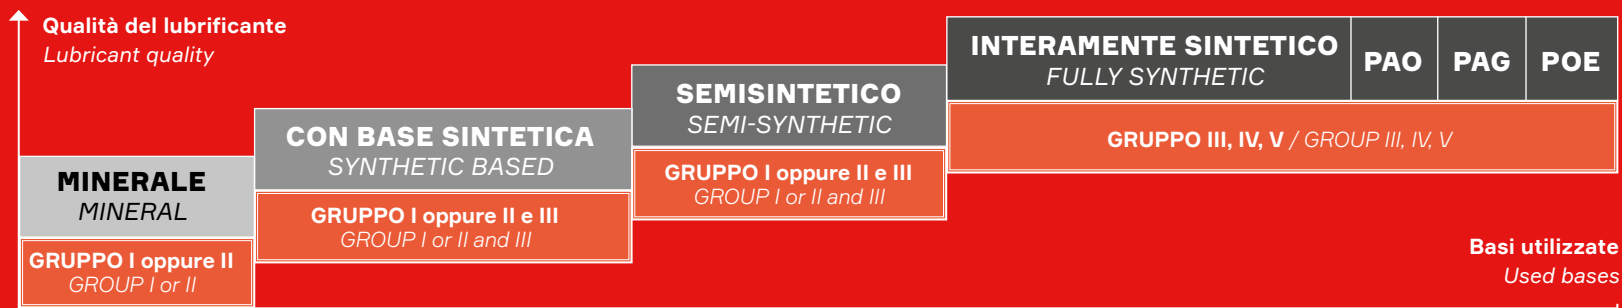 Qualità del lubrificante
Lubricant quality
MINERALE
MINERAL
GRUPPO I oppure II
GROUP I or II
CON BASE SINTETICA
SYNTHETIC BASED
GRUPPO I oppure II e III
GROUP I or II and III
SEMISINTETICO
SEMI-SYNTHETIC
GRUPPO I oppure II e III
GROUP I or II and III
INTERAMENTE SINTETICO
FULLY SYNTHETIC
PAO
PAG
POE
GRUPPO III, IV, V / GROUP III, IV, V
Basi utilizzate
Used bases